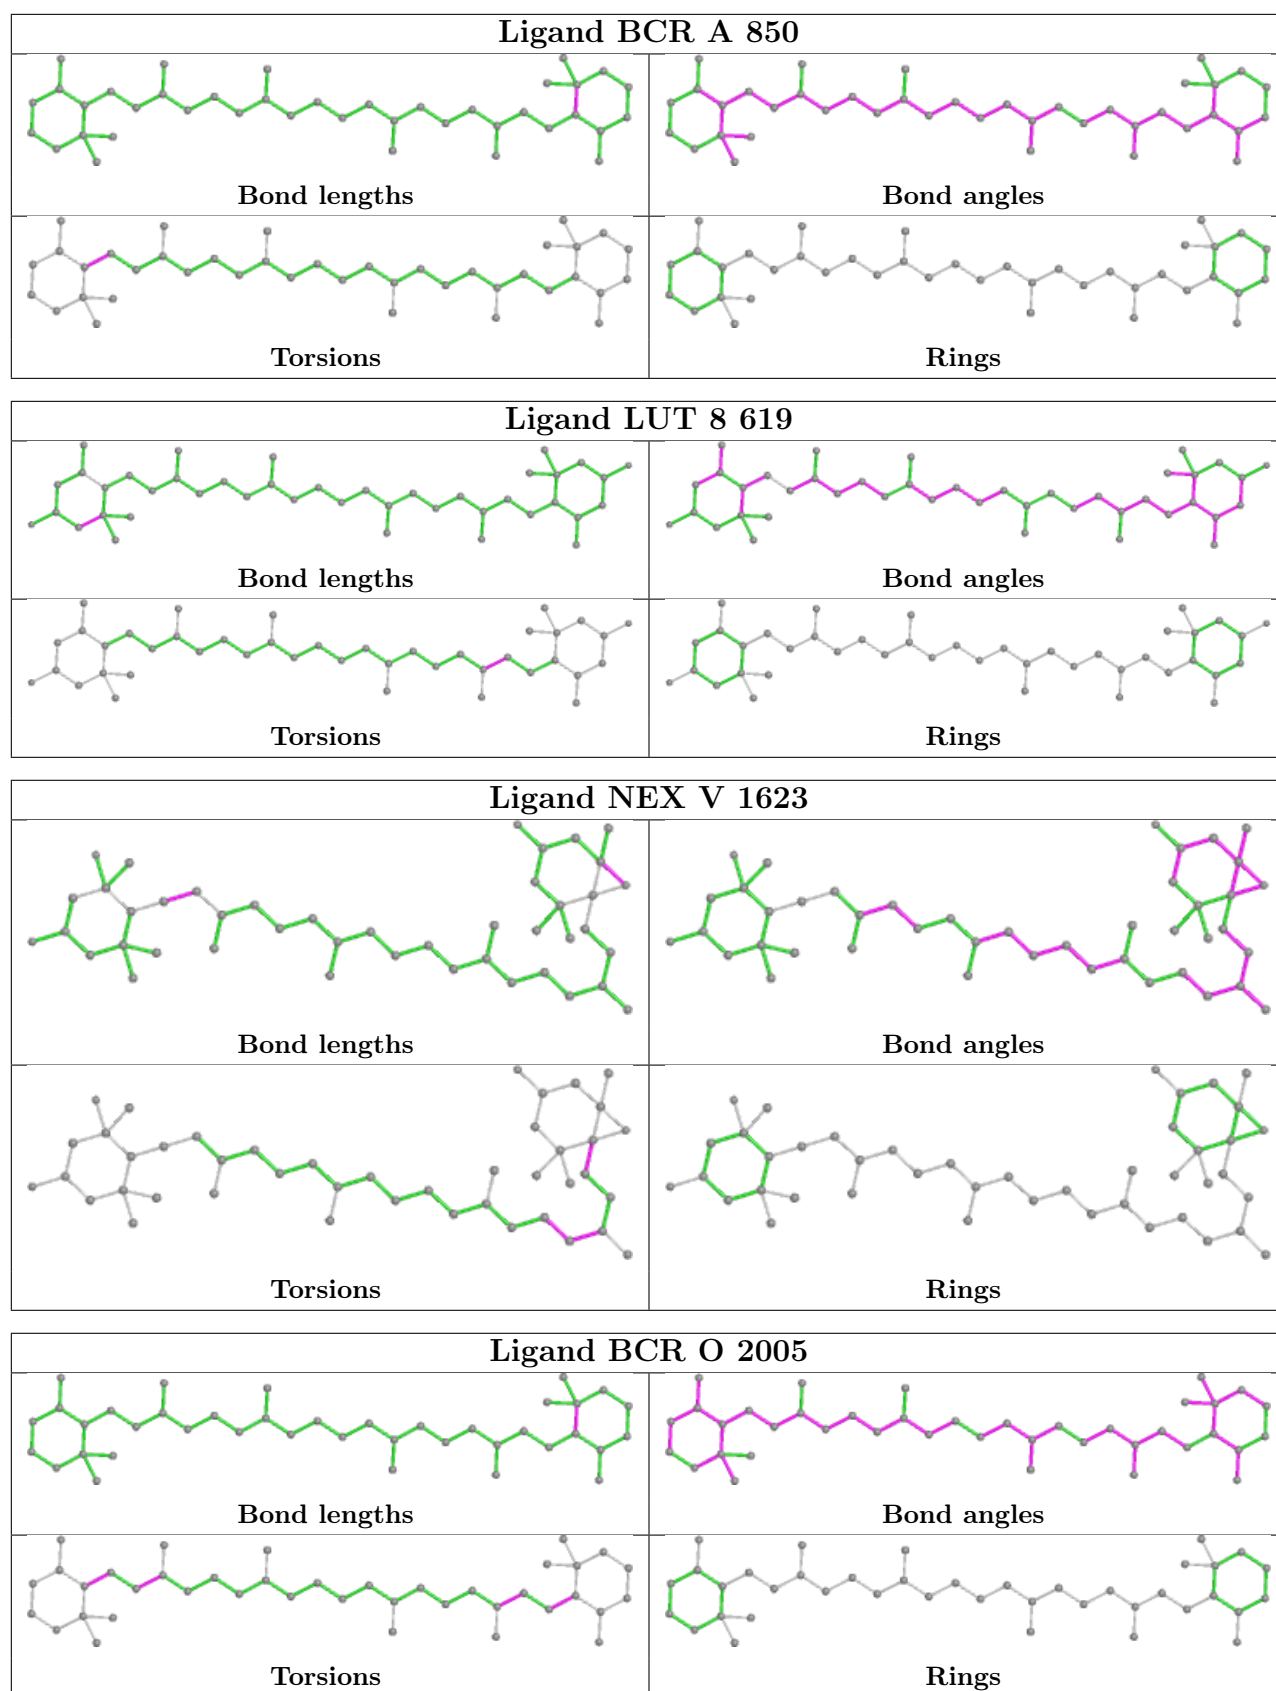 Ligand BCR A 850
Bond lengths
Bond angles
Torsions
Rings
Ligand LUT 8 619
Bond lengths
Bond angles
Torsions
Rings
Ligand NEX V 1623
Bond lengths
Bond angles
Torsions
Rings
Ligand BCR O 2005
Bond lengths
Bond angles
Torsions
Rings